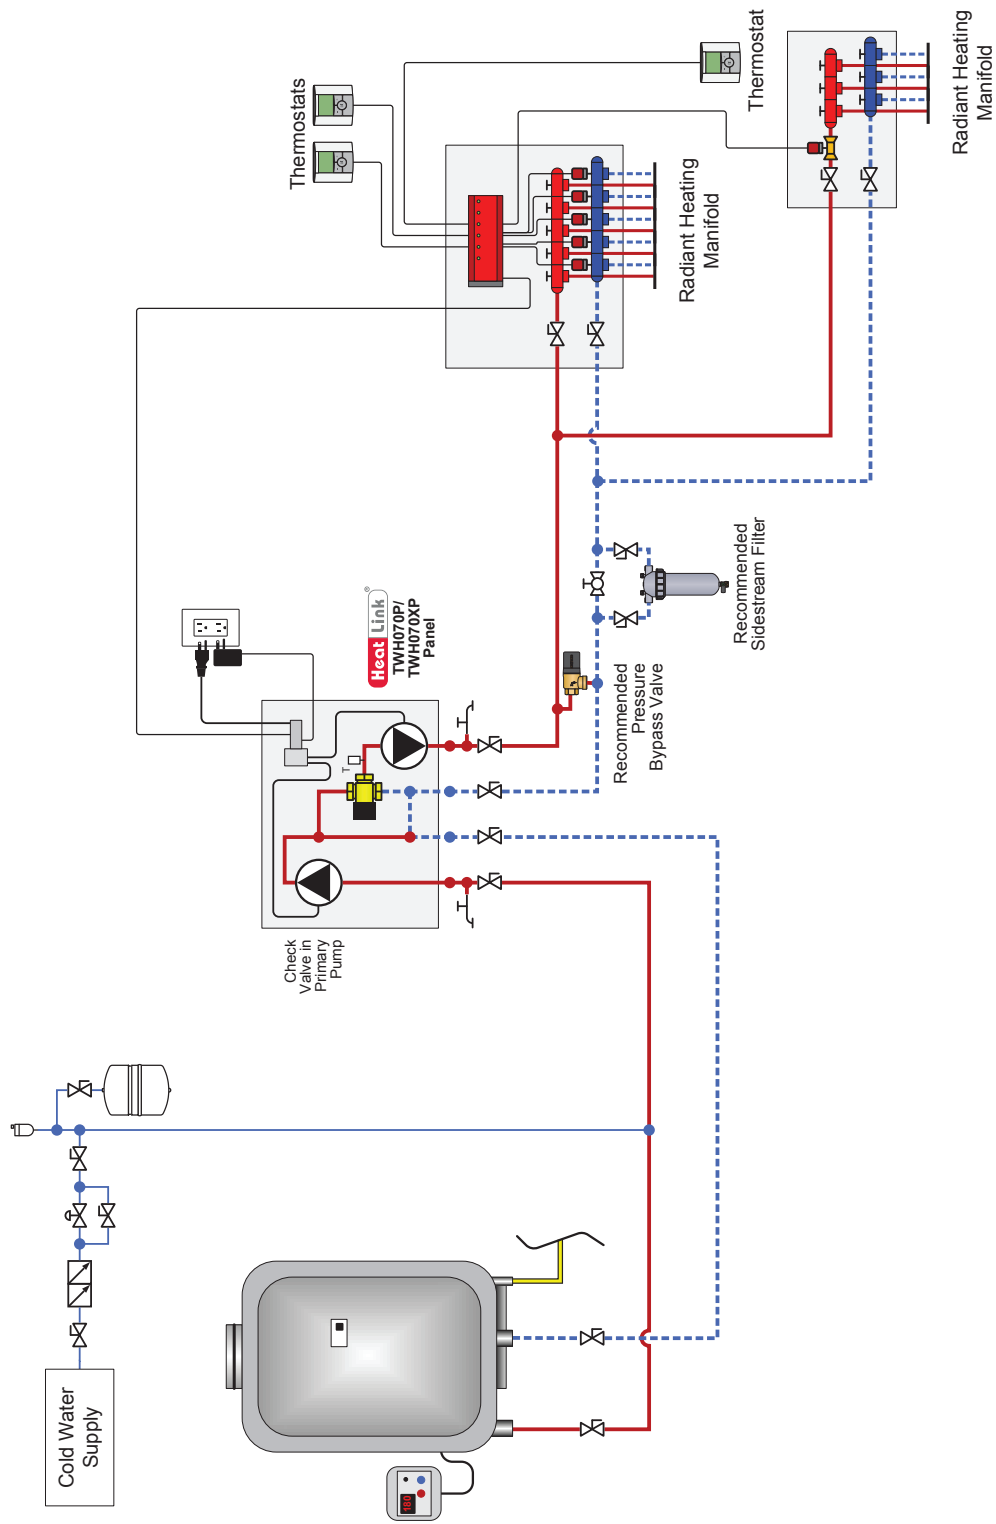 Thermostats
Thermostat
Radiant Heating
Manifold
Radiant Heating
Manifold
Heat Link®
TWH070P/
TWH070XP
Panel
Recommended
Sidestream Filter
Recommended
Pressure
Bypass Valve
T
Check
Valve in
Primary
Pump
Cold Water
Supply
180